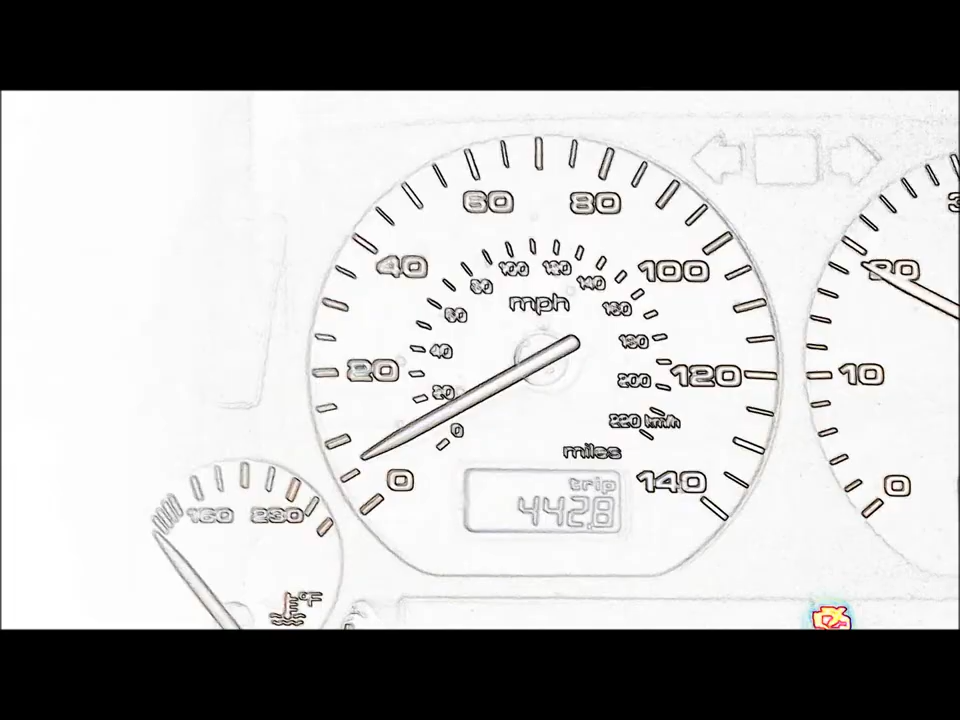 60 80
40 100
20 120
0 140
80 100 120 140
60 160
40 180
20 200
0 220 km/h
mph
miles
trip
442.8
160 230
°F
20
10
0